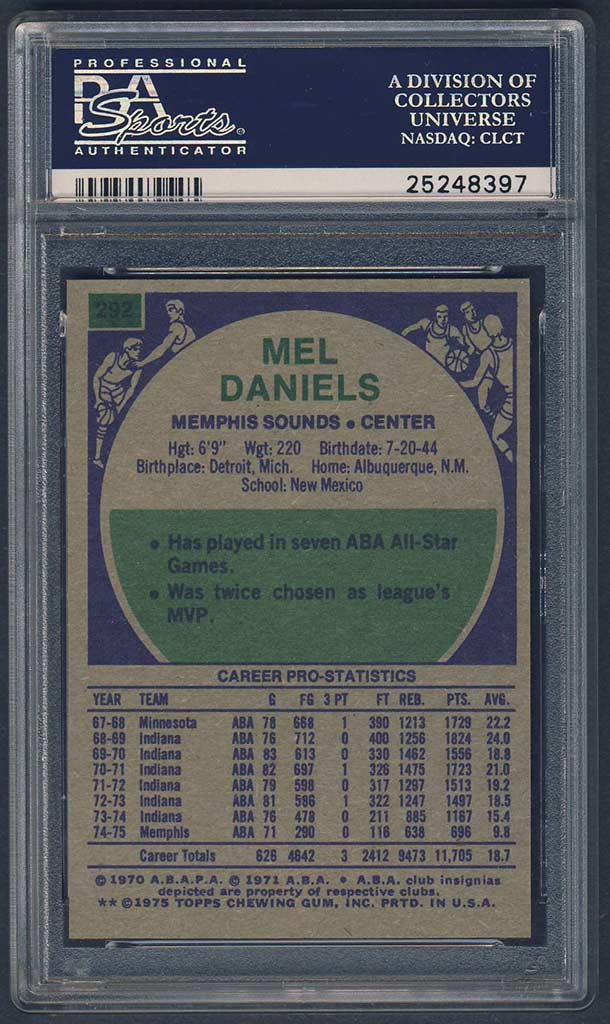 PROFESSIONAL
PSA
Sports
AUTHENTICATOR
A DIVISION OF
COLLECTORS
UNIVERSE
NASDAQ: CLCT
25248397
292
MEL
DANIELS
MEMPHIS SOUNDS • CENTER
Hgt: 6'9" Wgt: 220 Birthdate: 7-20-44
Birthplace: Detroit, Mich. Home: Albuquerque, N.M.
School: New Mexico
• Has played in seven ABA All-Star
Games.
• Was twice chosen as league's
MVP.
CAREER PRO-STATISTICS
YEAR TEAM G FG 3 PT FT REB. PTS. AVG.
67-68 Minnesota ABA 78 668 1 390 1213 1729 22.2
68-69 Indiana ABA 76 712 0 400 1256 1824 24.0
69-70 Indiana ABA 83 613 0 330 1462 1556 18.8
70-71 Indiana ABA 82 697 1 326 1475 1723 21.0
71-72 Indiana ABA 79 598 0 317 1297 1513 19.2
72-73 Indiana ABA 81 586 1 322 1247 1497 18.5
73-74 Indiana ABA 76 478 0 211 885 1167 15.4
74-75 Memphis ABA 71 290 0 116 638 696 9.8
Career Totals 626 4642 3 2412 9473 11,705 18.7
© 1970 A.B.A.P.A. © 1971 A.B.A. • A.B.A. club insignias
depicted are property of respective clubs.
** ©1975 TOPPS CHEWING GUM, INC. PRTD. IN U.S.A.